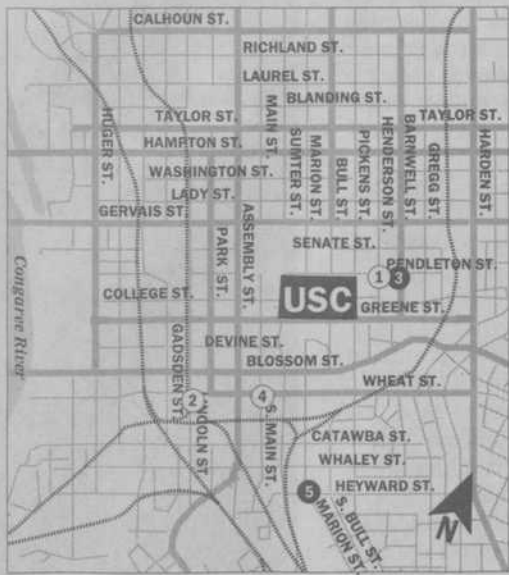 CALHOUN ST.
RICHLAND ST.
LAUREL ST.
BLANDING ST.
TAYLOR ST.
TAYLOR ST.
HAMPTON ST.
WASHINGTON ST.
LADY ST.
GERVAIS ST.
HUGER ST.
MAIN ST.
SUMTER ST.
MARION ST.
BULL ST.
PICKENS ST.
HENDERSON ST.
BARNWELL ST.
GREGG ST.
HARDEN ST.
PARK ST.
ASSEMBLY ST.
SENATE ST.
PENDLETON ST.
1
3
USC
COLLEGE ST.
GREENE ST.
Congaree River
GADSDEN ST.
DEVINE ST.
BLOSSOM ST.
WHEAT ST.
2
NCOLN ST
4
S. MAIN ST.
CATAWBA ST.
WHALEY ST.
HEYWARD ST.
5
S. BULL ST.
MARION ST.
N